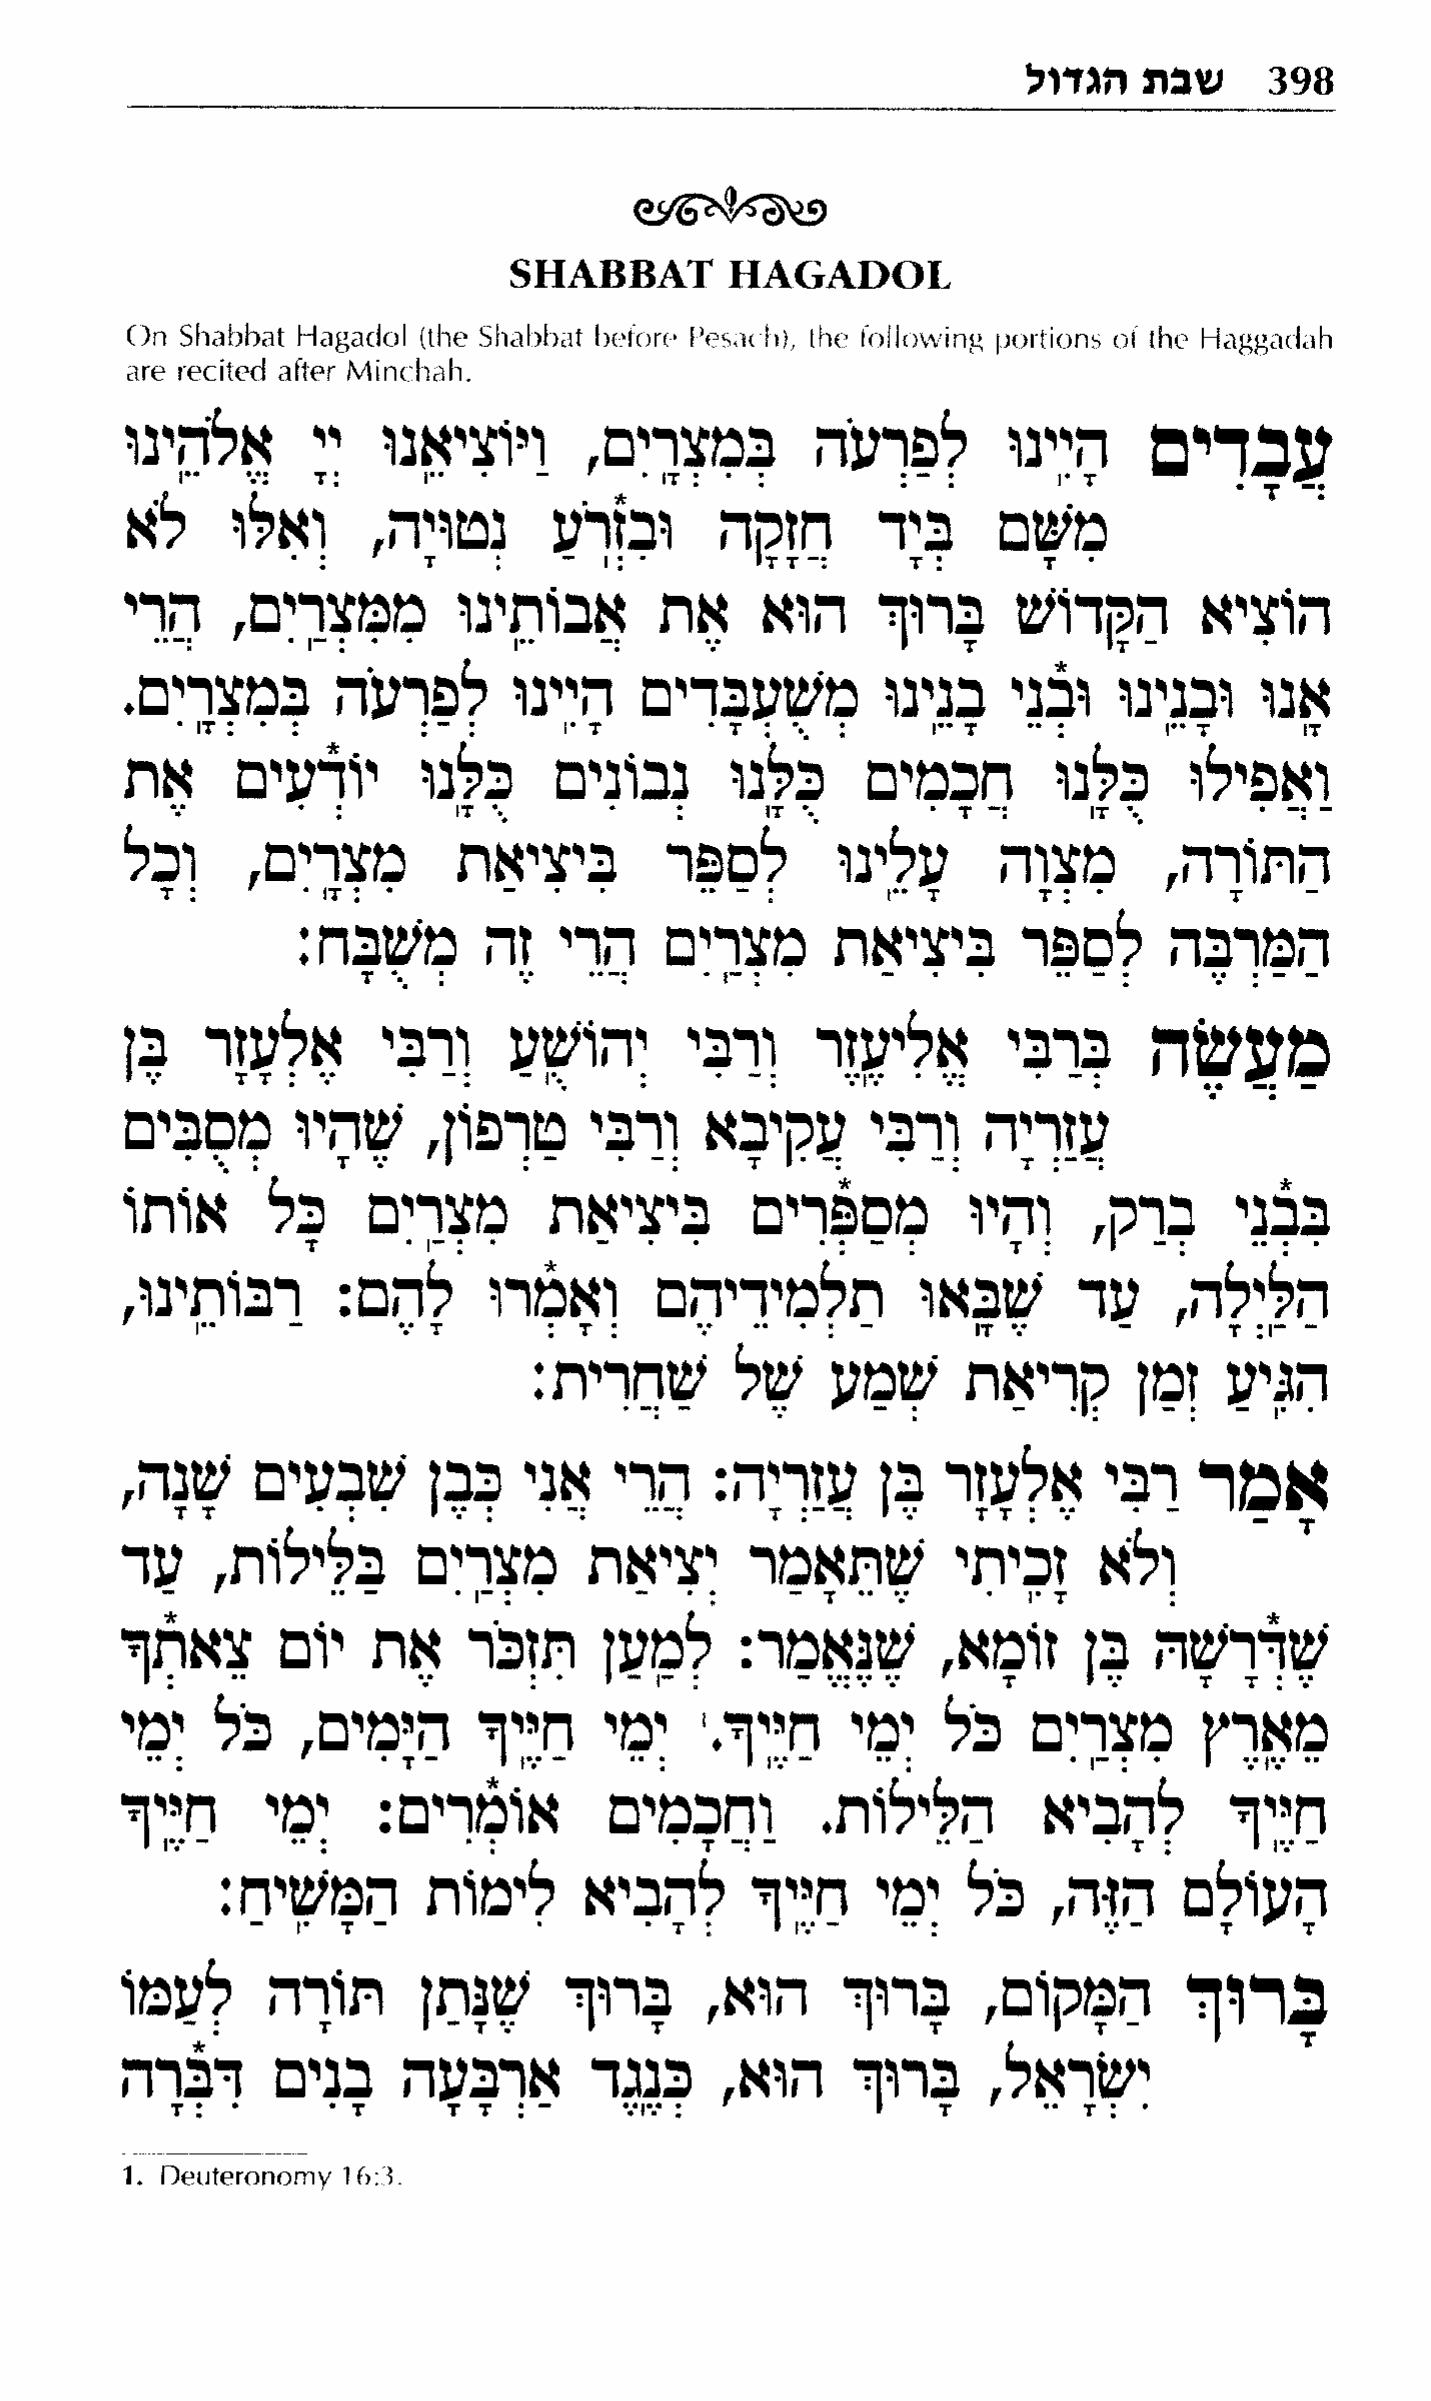 398 שבת הגדול
SHABBAT HAGADOL
On Shabbat Hagadol (the Shabbat before Pesach), the following portions of the Haggadah
are recited after Minchah.
עֲבָדִים הָיִֽינוּ לְפַרְעֹה בְּמִצְרָֽיִם, וַיּוֹצִיאֵֽנוּ יְיָ אֱלֹהֵֽינוּ
מִשָּׁם בְּיָד חֲזָקָה וּבִזְרֽ֯עַ נְטוּיָה, וְאִלּוּ לֹא
הוֹצִיא הַקָּדוֹשׁ בָּרוּךְ הוּא אֶת אֲבוֹתֵֽינוּ מִמִּצְרַֽיִם, הֲרֵי
אָֽנוּ וּבָנֵֽינוּ וּבְ*נֵי בָנֵֽינוּ מְשֻׁעְבָּדִים הָיִֽינוּ לְפַרְעֹה בְּמִצְרָֽיִם.
וַאֲפִילוּ כֻּלָּֽנוּ חֲכָמִים כֻּלָּֽנוּ נְבוֹנִים כֻּלָּֽנוּ יוֹדְ*עִים אֶת
הַתּוֹרָה, מִצְוָה עָלֵֽינוּ לְסַפֵּר בִּיצִיאַת מִצְרָֽיִם, וְכָל
הַמַּרְבֶּה לְסַפֵּר בִּיצִיאַת מִצְרַֽיִם הֲרֵי זֶה מְשֻׁבָּח:
מַעֲשֶׂה בְּרַבִּי אֱלִיעֶֽזֶר וְרַבִּי יְהוֹשֻֽׁעַ וְרַבִּי אֶלְעָזָר בֶּן
עֲזַרְיָה וְרַבִּי עֲקִיבָא וְרַבִּי טַרְפוֹן, שֶׁהָיוּ מְסֻבִּים
בִּבְ*נֵי בְרַק, וְהָיוּ מְסַפְּ*רִים בִּיצִיאַת מִצְרַֽיִם כָּל אוֹתוֹ
הַלַּֽיְלָה, עַד שֶׁבָּֽאוּ תַלְמִידֵיהֶם וְאָמְ*רוּ לָהֶם: רַבּוֹתֵֽינוּ,
הִגִּֽיעַ זְמַן קְרִיאַת שְׁמַע שֶׁל שַׁחֲרִית:
אָמַר רַבִּי אֶלְעָזָר בֶּן עֲזַרְיָה: הֲרֵי אֲנִי כְּבֶן שִׁבְעִים שָׁנָה,
וְלֹא זָכִֽיתִי שֶׁתֵּאָמַר יְצִיאַת מִצְרַֽיִם בַּלֵּילוֹת, עַד
שֶׁדְּ*רָשָׁהּ בֶּן זוֹמָא, שֶׁנֶּאֱמַר: לְמַֽעַן תִּזְכֹּר אֶת יוֹם צֵאתְ*ךָ
מֵאֶֽרֶץ מִצְרַֽיִם כֹּל יְמֵי חַיֶּֽיךָ.1 יְמֵי חַיֶּֽיךָ הַיָּמִים, כֹּל יְמֵי
חַיֶּֽיךָ לְהָבִיא הַלֵּילוֹת. וַחֲכָמִים אוֹמְ*רִים: יְמֵי חַיֶּֽיךָ
הָעוֹלָם הַזֶּה, כֹּל יְמֵי חַיֶּֽיךָ לְהָבִיא לִימוֹת הַמָּשִֽׁיחַ:
בָּרוּךְ הַמָּקוֹם, בָּרוּךְ הוּא, בָּרוּךְ שֶׁנָּתַן תּוֹרָה לְעַמּוֹ
יִשְׂרָאֵל, בָּרוּךְ הוּא, כְּנֶֽגֶד אַרְבָּעָה בָנִים דִּבְּ*רָה
1. Deuteronomy 16:3.